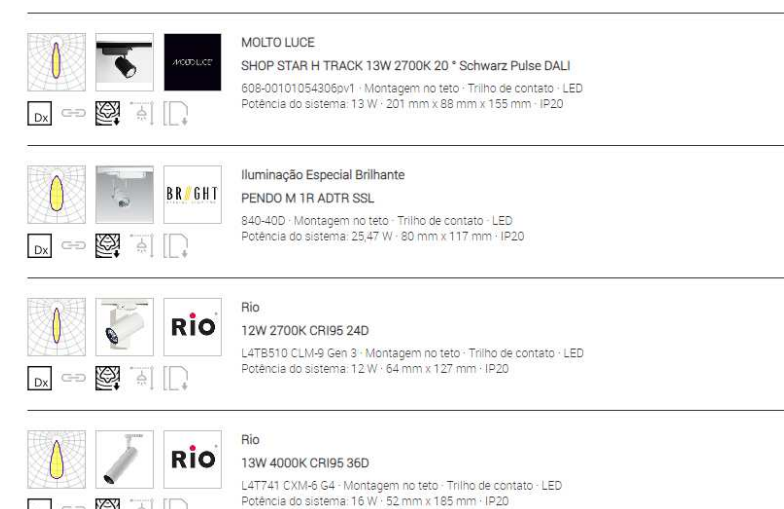 MOLTO LUCE
MOLTO LUCE
SHOP STAR H TRACK 13W 2700K 20 ° Schwarz Pulse DALI
608-00101054306pv1 · Montagem no teto · Trilho de contato · LED
Potência do sistema: 13 W · 201 mm x 88 mm x 155 mm · IP20
Dx
BRIGHT
Iluminação Especial Brilhante
PENDO M 1R ADTR SSL
840-40D · Montagem no teto · Trilho de contato · LED
Potência do sistema: 25,47 W · 80 mm x 117 mm · IP20
Dx
RIO
Rio
12W 2700K CRI95 24D
L4TB510 CLM-9 Gen 3 · Montagem no teto · Trilho de contato · LED
Potência do sistema: 12 W · 64 mm x 127 mm · IP20
Dx
RIO
Rio
13W 4000K CRI95 36D
L4T741 CXM-6 G4 · Montagem no teto · Trilho de contato · LED
Potência do sistema: 16 W · 52 mm x 185 mm · IP20